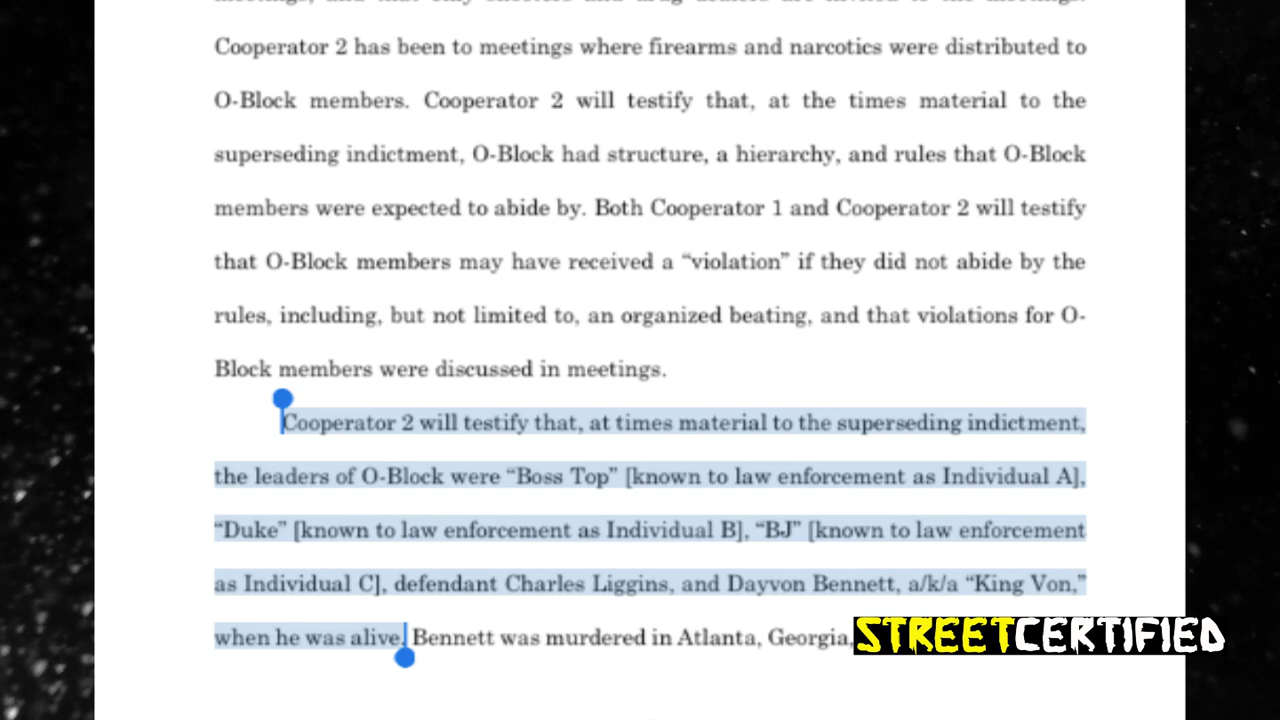 Cooperator 2 has been to meetings where firearms and narcotics were distributed to
O-Block members. Cooperator 2 will testify that, at the times material to the
superseding indictment, O-Block had structure, a hierarchy, and rules that O-Block
members were expected to abide by. Both Cooperator 1 and Cooperator 2 will testify
that O-Block members may have received a “violation” if they did not abide by the
rules, including, but not limited to, an organized beating, and that violations for O-
Block members were discussed in meetings.
Cooperator 2 will testify that, at times material to the superseding indictment,
the leaders of O-Block were “Boss Top” [known to law enforcement as Individual A],
“Duke” [known to law enforcement as Individual B], “BJ” [known to law enforcement
as Individual C], defendant Charles Liggins, and Dayvon Bennett, a/k/a “King Von,”
when he was alive. Bennett was murdered in Atlanta, Georgia,
STREETCERTIFIED